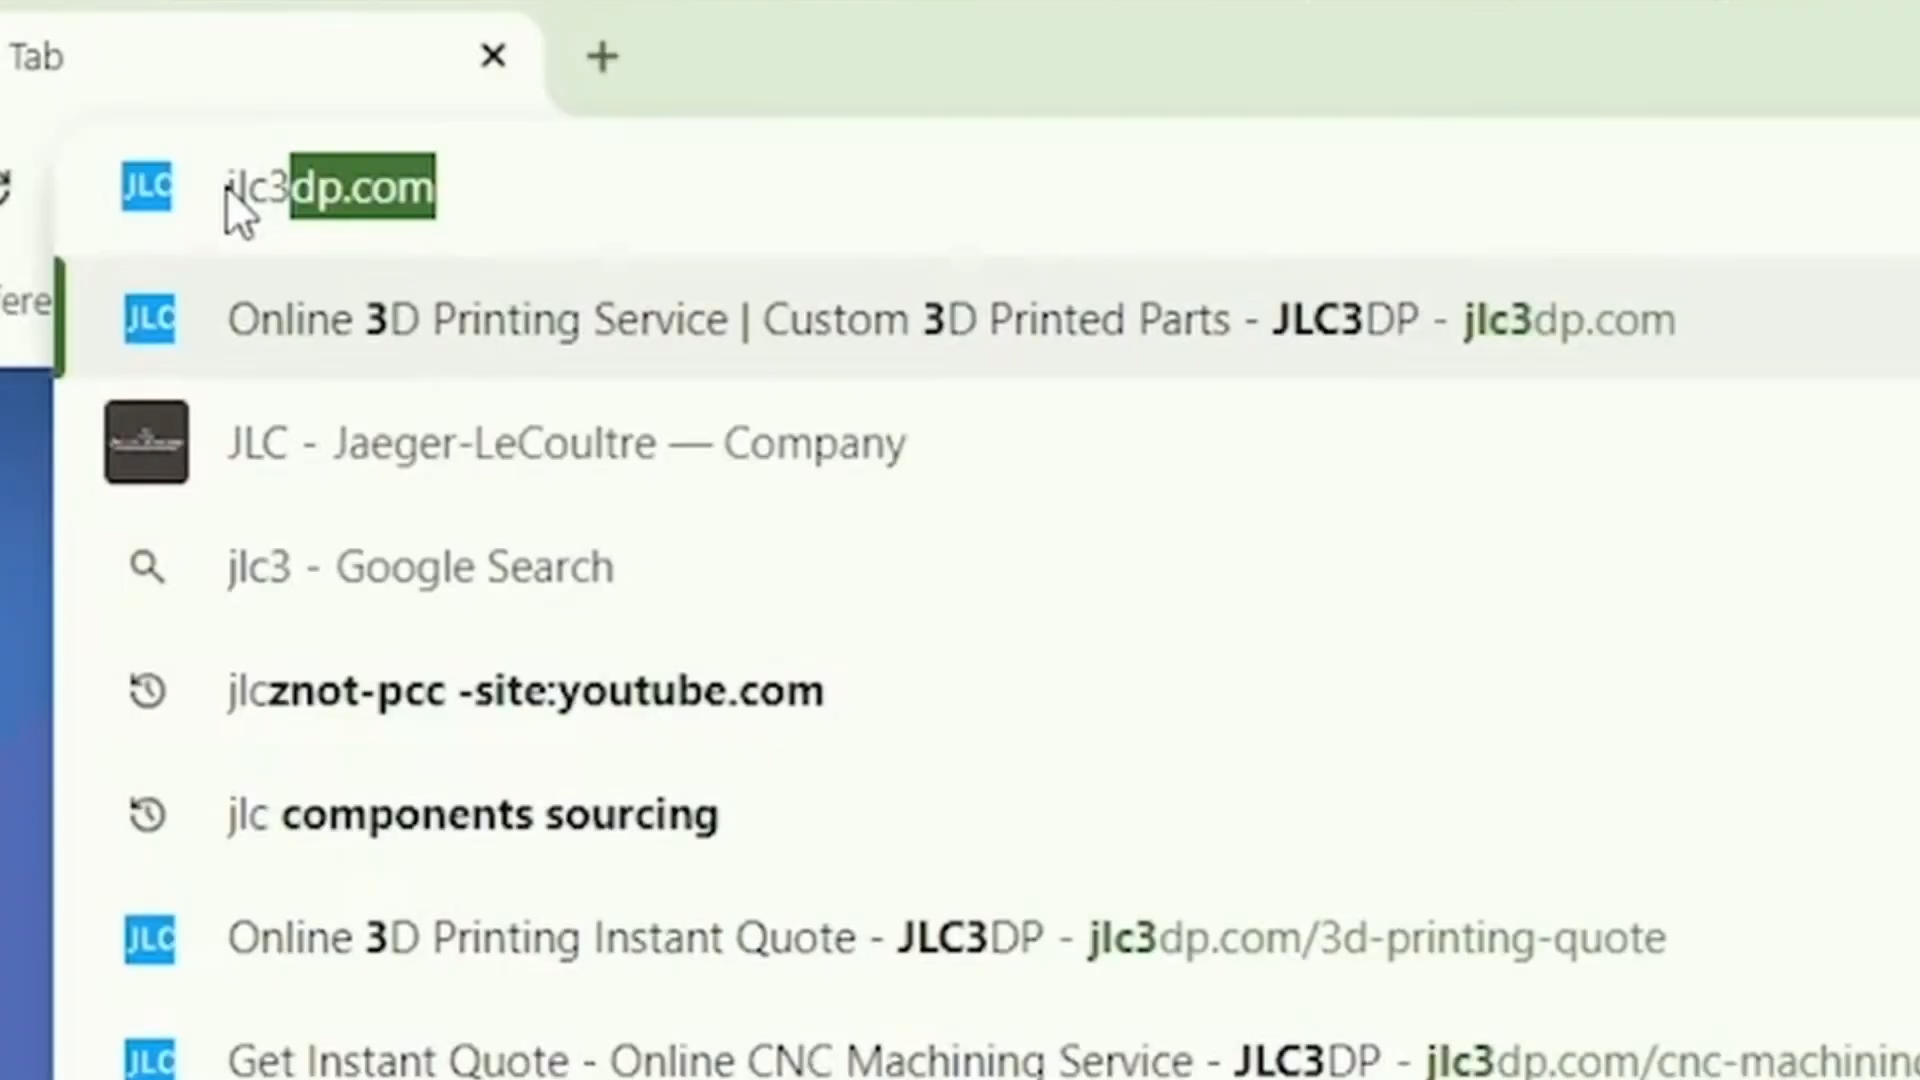 Tab
JLC jlc3dp.com
JLC Online 3D Printing Service | Custom 3D Printed Parts - JLC3DP - jlc3dp.com
fere
JLC - Jaeger-LeCoultre — Company
jlc3 - Google Search
jlcznot-pcc -site:youtube.com
jlc components sourcing
JLC Online 3D Printing Instant Quote - JLC3DP - jlc3dp.com/3d-printing-quote
JLC Get Instant Quote - Online CNC Machining Service - JLC3DP - jlc3dp.com/cnc-machining